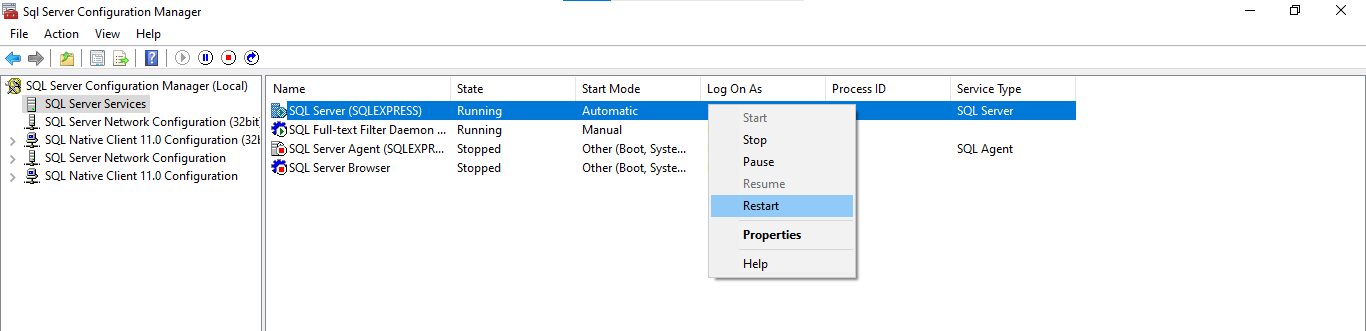 Sql Server Configuration Manager
File Action View Help
SQL Server Configuration Manager (Local)
SQL Server Services
SQL Server Network Configuration (32bit
SQL Native Client 11.0 Configuration (32l
SQL Server Network Configuration
SQL Native Client 11.0 Configuration
Name State Start Mode Log On As Process ID Service Type
SQL Server (SQLEXPRESS) Running Automatic SQL Server
SQL Full-text Filter Daemon ... Running Manual
SQL Server Agent (SQLEXPR... Stopped Other (Boot, Syste... SQL Agent
SQL Server Browser Stopped Other (Boot, Syste...
Start
Stop
Pause
Resume
Restart
Properties
Help